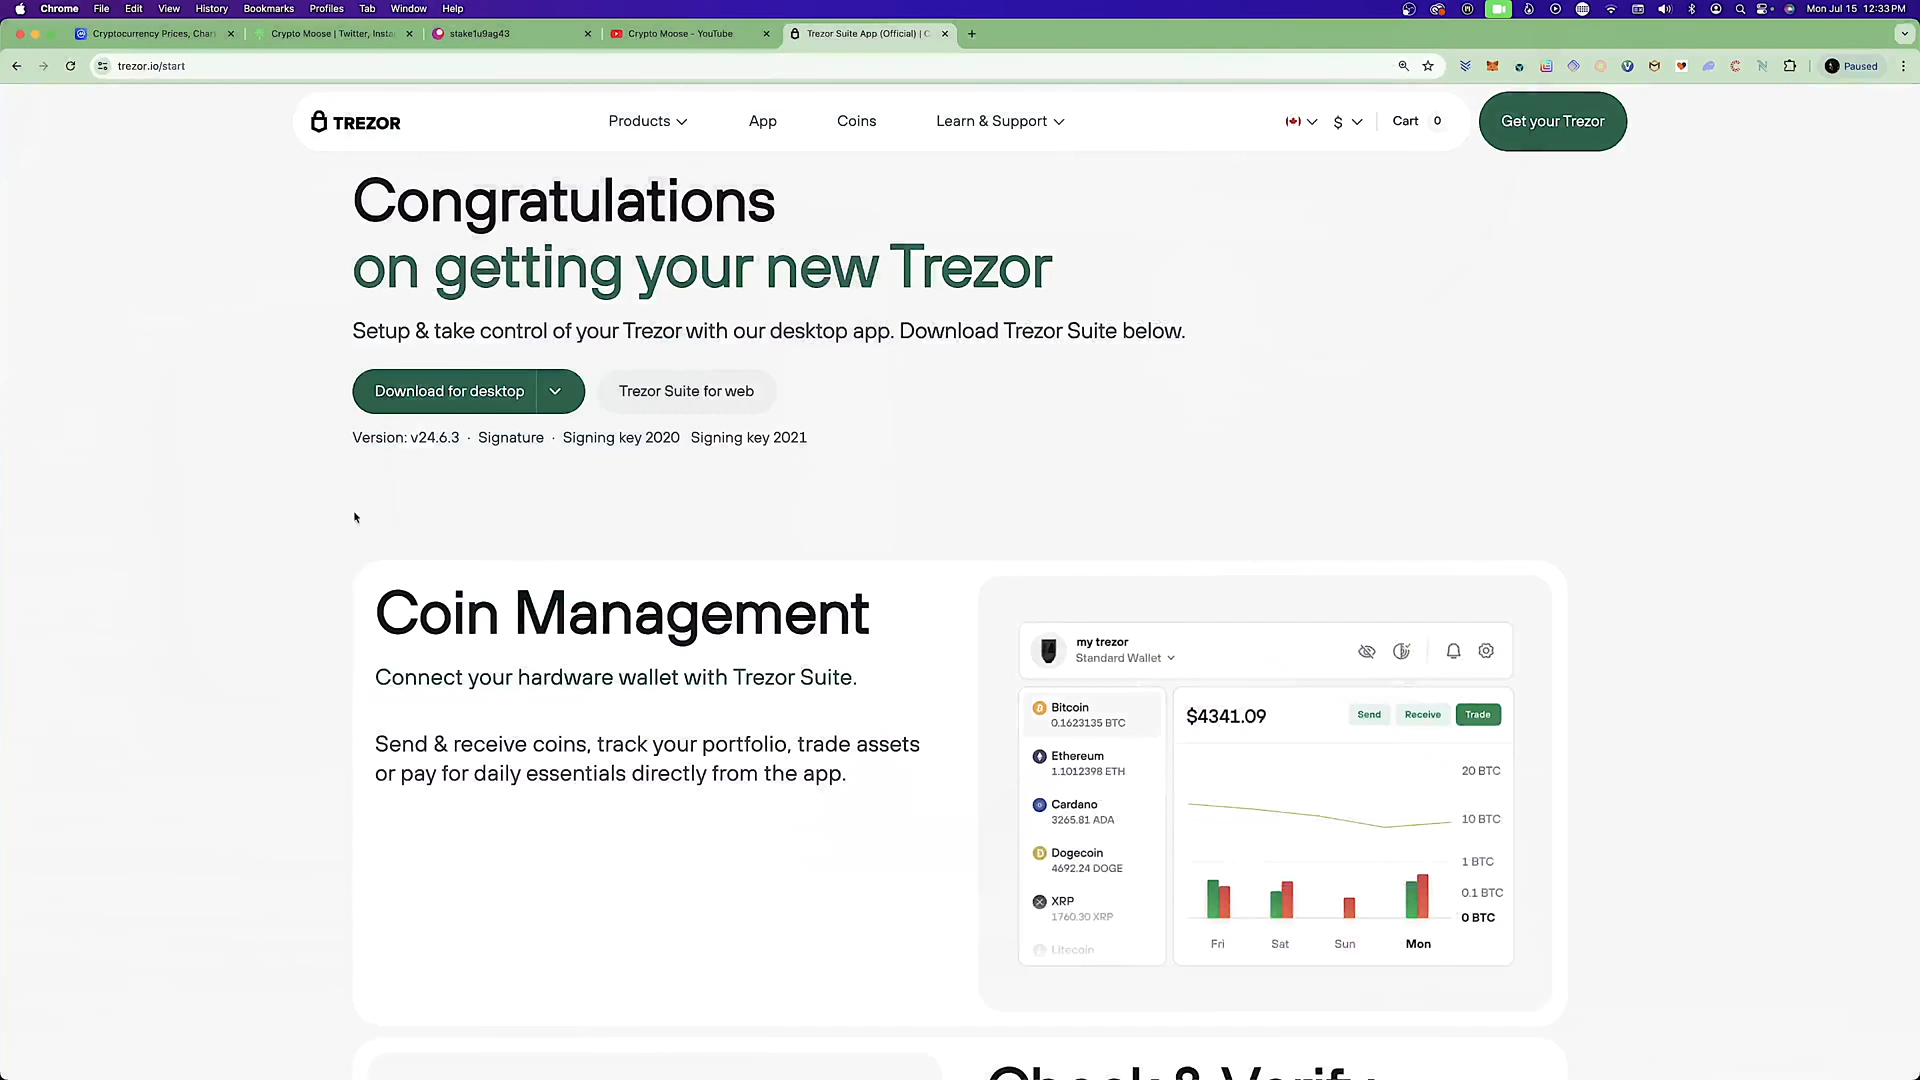 Chrome File Edit View History Bookmarks Profiles Tab Window Help
Mon Jul 15 12:33 PM
Cryptocurrency Prices, Char
Crypto Moose | Twitter, Insta
stake1u9ag43
Crypto Moose - YouTube
Trezor Suite App (Official) | C
trezor.io/start
Paused
TREZOR
Products
App
Coins
Learn & Support
$
Cart 0
Get your Trezor
Congratulations
on getting your new Trezor
Setup & take control of your Trezor with our desktop app. Download Trezor Suite below.
Download for desktop
Trezor Suite for web
Version: v24.6.3 · Signature · Signing key 2020 Signing key 2021
Coin Management
Connect your hardware wallet with Trezor Suite.
Send & receive coins, track your portfolio, trade assets
or pay for daily essentials directly from the app.
my trezor
Standard Wallet
Bitcoin
0.1623135 BTC
Ethereum
1.1012398 ETH
Cardano
3265.81 ADA
Dogecoin
4692.24 DOGE
XRP
1760.30 XRP
Litecoin
$4341.09
Send
Receive
Trade
20 BTC
10 BTC
1 BTC
0.1 BTC
0 BTC
Fri
Sat
Sun
Mon
Check & Verify